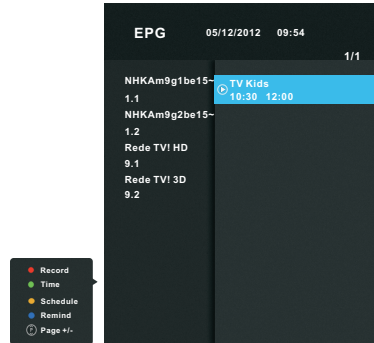 EPG 05/12/2012 09:54
1/1
NHKAm9g1be15~
1.1
NHKAm9g2be15~
1.2
Rede TV! HD
9.1
Rede TV! 3D
9.2
TV Kids
10:30 12:00
Record
Time
Schedule
Remind
P Page +/-